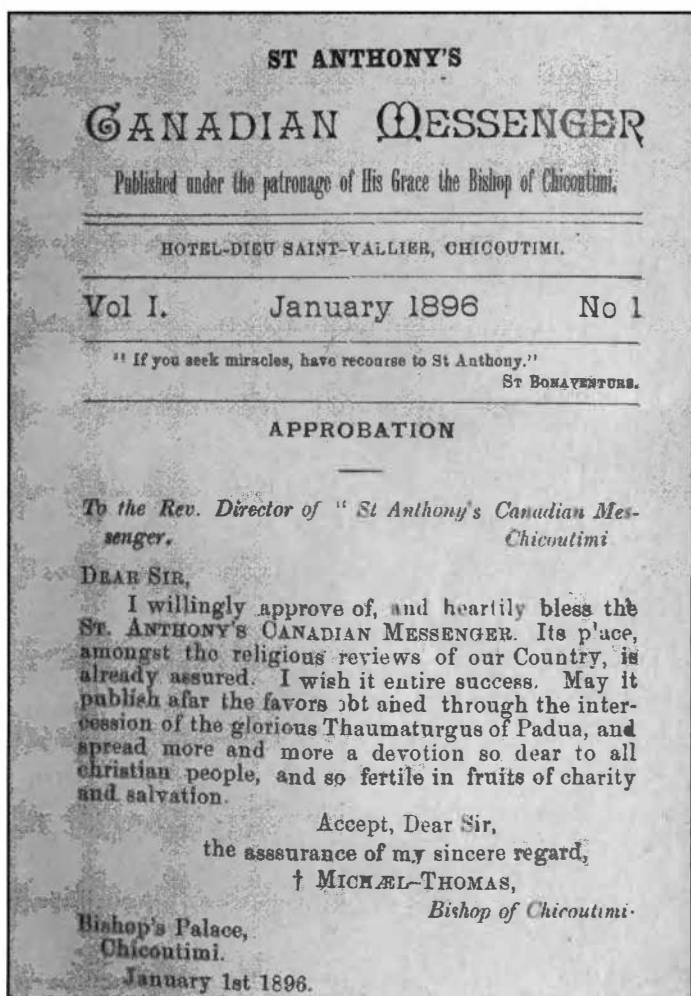 ST ANTHONY'S
CANADIAN MESSENGER
Published under the patronage of His Grace the Bishop of Chicoutimi.
HOTEL-DIEU SAINT-VALLIER, CHICOUTIMI.
Vol I. January 1896 No 1
" If you seek miracles, have recourse to St Anthony."
ST BONAVENTURE.
APPROBATION
To the Rev. Director of " St Anthony's Canadian Mes-
senger. Chicoutimi
DEAR SIR,
I willingly approve of, and heartily bless the
ST. ANTHONY'S CANADIAN MESSENGER. Its p'ace,
amongst the religious reviews of our Country, is
already assured. I wish it entire success. May it
publish afar the favors obt aned through the inter-
cession of the glorious Thaumaturgus of Padua, and
spread more and more a devotion so dear to all
christian people, and so fertile in fruits of charity
and salvation.
Accept, Dear Sir,
the asssurance of my sincere regard,
† MICHÆL-THOMAS,
Bishop of Chicoutimi.
Bishop's Palace,
Chicoutimi.
January 1st 1896.